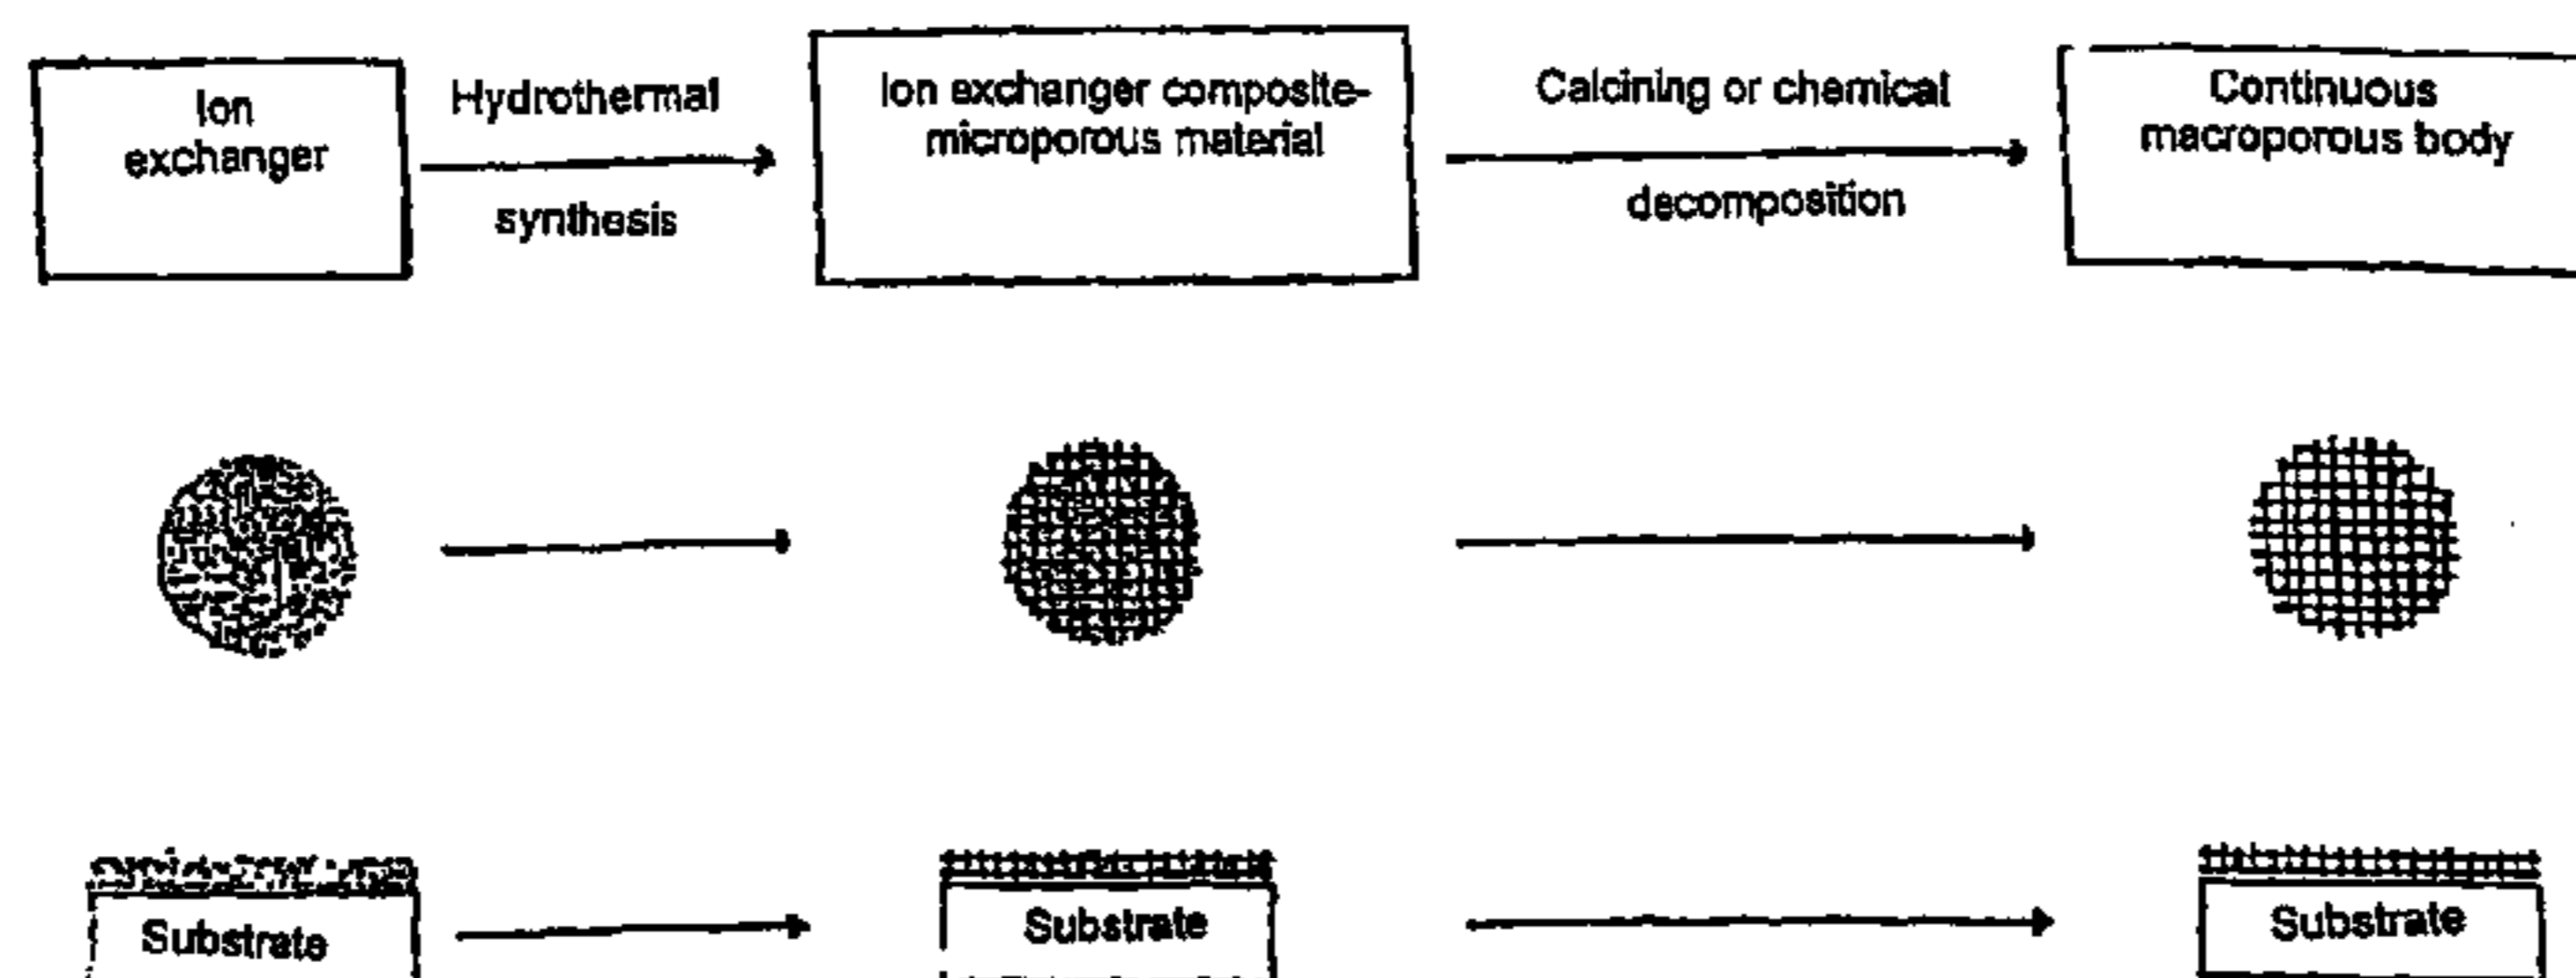 Ion
exchanger
Hydrothermal
synthesis
Ion exchanger composite-
microporous material
Calcining or chemical
decomposition
Continuous
macroporous body
Substrate
Substrate
Substrate